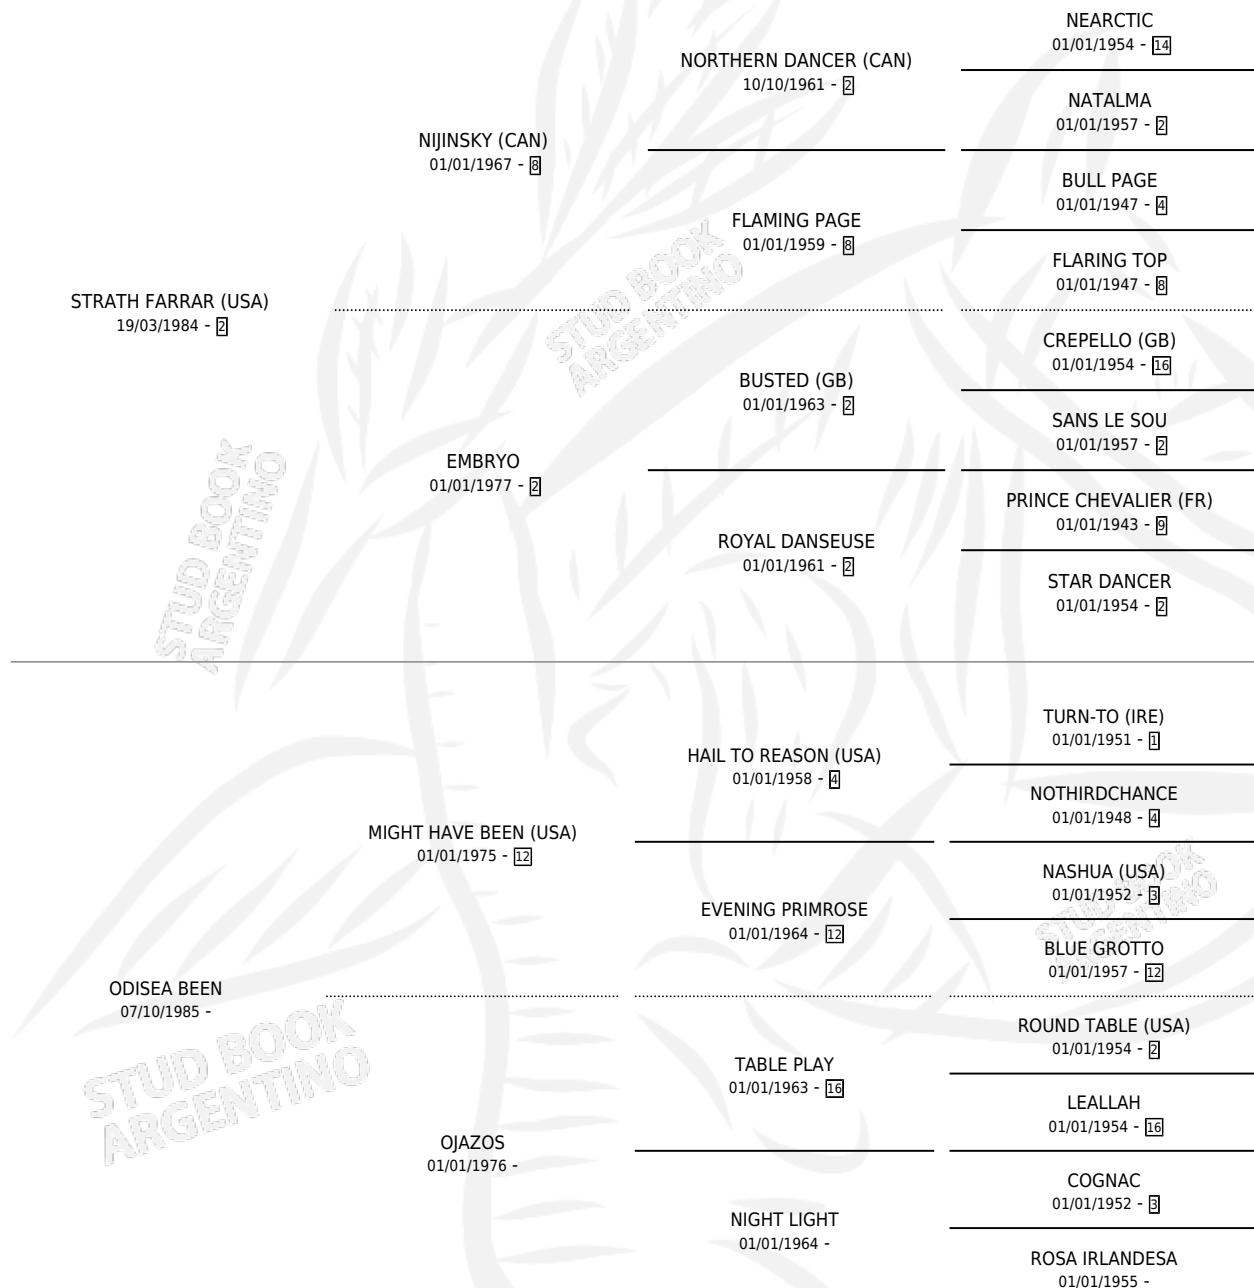 STRATH FARRAR (USA)
19/03/1984 - 2
NIJINSKY (CAN)
01/01/1967 - 8
NORTHERN DANCER (CAN)
10/10/1961 - 2
NEARCTIC
01/01/1954 - 14
NATALMA
01/01/1957 - 2
FLAMING PAGE
01/01/1959 - 8
BULL PAGE
01/01/1947 - 4
FLARING TOP
01/01/1947 - 8
EMBRYO
01/01/1977 - 2
BUSTED (GB)
01/01/1963 - 2
CREPELLO (GB)
01/01/1954 - 16
SANS LE SOU
01/01/1957 - 2
ROYAL DANSEUSE
01/01/1961 - 2
PRINCE CHEVALIER (FR)
01/01/1943 - 9
STAR DANCER
01/01/1954 - 2
ODISEA BEEN
07/10/1985 -
MIGHT HAVE BEEN (USA)
01/01/1975 - 12
HAIL TO REASON (USA)
01/01/1958 - 4
TURN-TO (IRE)
01/01/1951 - 1
NOTHIRDCHANCE
01/01/1948 - 4
EVENING PRIMROSE
01/01/1964 - 12
NASHUA (USA)
01/01/1952 - 3
BLUE GROTTO
01/01/1957 - 12
OJAZOS
01/01/1976 -
TABLE PLAY
01/01/1963 - 16
ROUND TABLE (USA)
01/01/1954 - 2
LEALLAH
01/01/1954 - 16
NIGHT LIGHT
01/01/1964 -
COGNAC
01/01/1952 - 3
ROSA IRLANDESA
01/01/1955 -
STUD BOOK
ARGENTINO
STUD BOOK
ARGENTINO
STUD BOOK
ARGENTINO
STUD BOOK
ARGENTINO